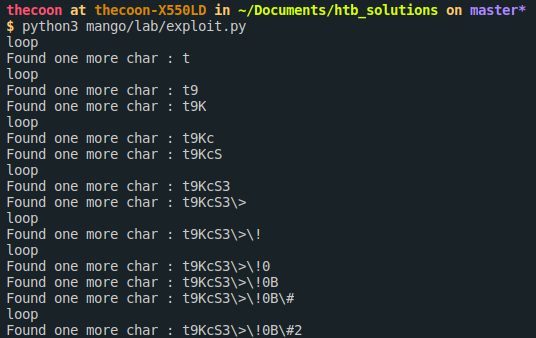 thecoon at thecoon-X550LD in ~/Documents/htb_solutions on master*
$ python3 mango/lab/exploit.py
loop
Found one more char : t
loop
Found one more char : t9
Found one more char : t9K
loop
Found one more char : t9Kc
Found one more char : t9KcS
loop
Found one more char : t9KcS3
Found one more char : t9KcS3\>
loop
Found one more char : t9KcS3\>\!
loop
Found one more char : t9KcS3\>\!0
Found one more char : t9KcS3\>\!0B
Found one more char : t9KcS3\>\!0B\#
loop
Found one more char : t9KcS3\>\!0B\#2